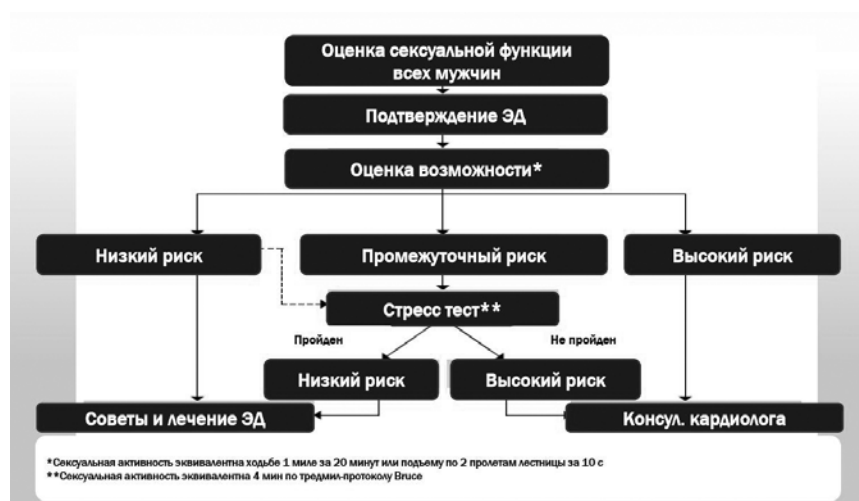 Оценка сексуальной функции
всех мужчин
Подтверждение ЭД
Оценка возможности*
Низкий риск
Промежуточный риск
Высокий риск
Стресс тест**
Пройден
Не пройден
Низкий риск
Высокий риск
Советы и лечение ЭД
Консул. кардиолога
*Сексуальная активность эквивалентна ходьбе 1 миле за 20 минут или подъему по 2 пролетам лестницы за 10 с
**Сексуальная активность эквивалентна 4 мин по тредмил-протоколу Bruce